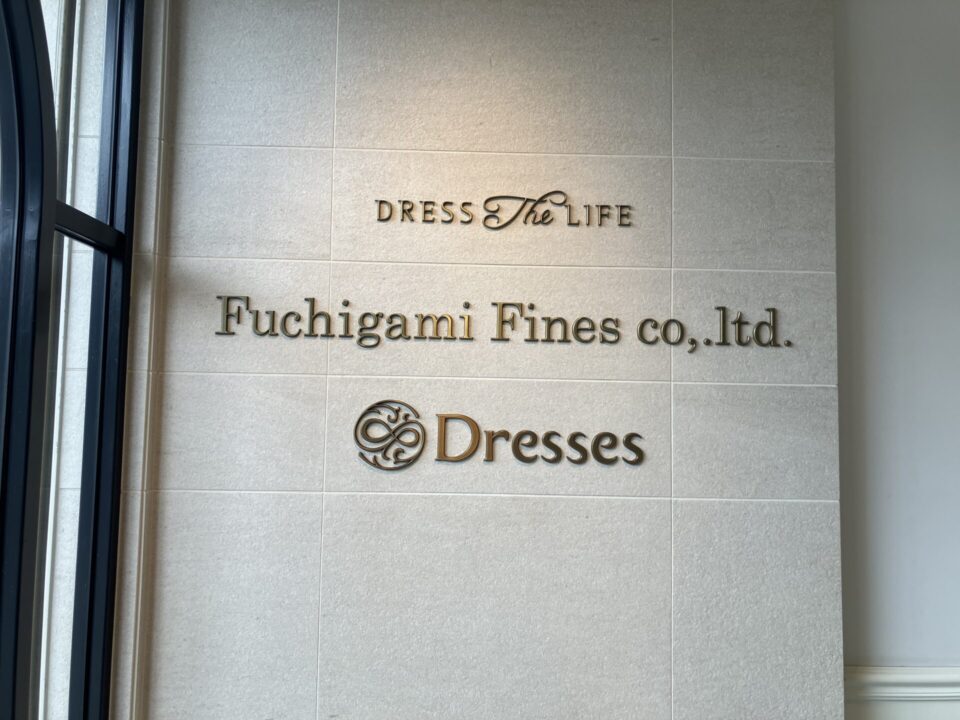 DRESS The LIFE
Fuchigami Fines co,.ltd.
Dresses